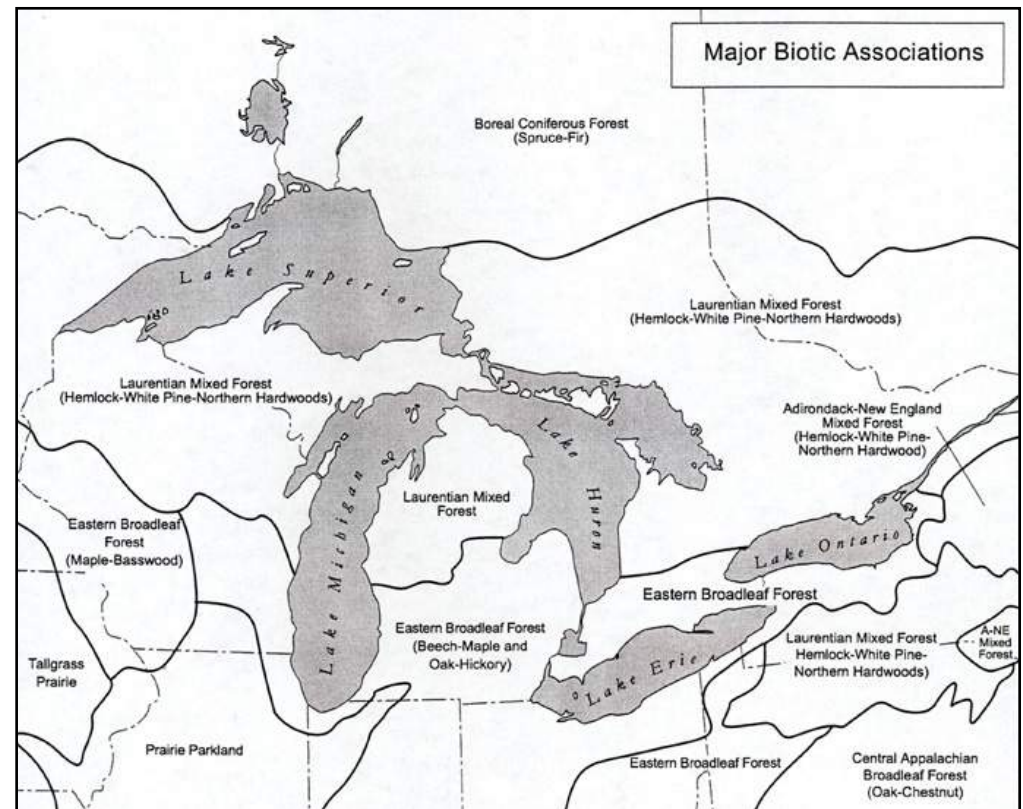 Major Biotic Associations
Boreal Coniferous Forest
(Spruce-Fir)
Lake Superior
Laurentian Mixed Forest
(Hemlock-White Pine-Northern Hardwoods)
Laurentian Mixed Forest
(Hemlock-White Pine-Northern Hardwoods)
Adirondack-New England
Mixed Forest
(Hemlock-White Pine-
Northern Hardwood)
Lake Huron
Lake Michigan
Laurentian Mixed
Forest
Eastern Broadleaf
Forest
(Maple-Basswood)
Lake Ontario
Eastern Broadleaf Forest
Eastern Broadleaf Forest
(Beech-Maple and
Oak-Hickory)
Lake Erie
Laurentian Mixed Forest
Hemlock-White Pine-
Northern Hardwoods)
A-NE
Mixed
Forest
Tallgrass
Prairie
Prairie Parkland
Eastern Broadleaf Forest
Central Appalachian
Broadleaf Forest
(Oak-Chestnut)